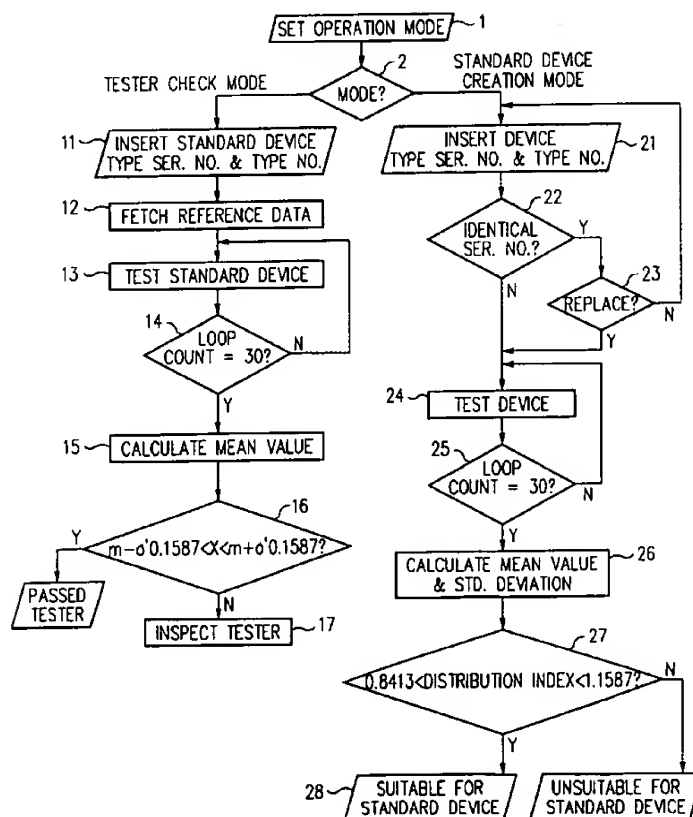 SET OPERATION MODE
1
2
MODE?
TESTER CHECK MODE
STANDARD DEVICE
CREATION MODE
11
INSERT STANDARD DEVICE
TYPE SER. NO. & TYPE NO.
12
FETCH REFERENCE DATA
13
TEST STANDARD DEVICE
14
LOOP
COUNT = 30?
N
Y
15
CALCULATE MEAN VALUE
16
m-σ'0.1587<X<m+σ'0.1587?
Y
N
PASSED
TESTER
INSPECT TESTER
17
INSERT DEVICE
TYPE SER. NO. & TYPE NO.
21
22
IDENTICAL
SER. NO.?
Y
N
23
REPLACE?
N
Y
24
TEST DEVICE
25
LOOP
COUNT = 30?
N
Y
CALCULATE MEAN VALUE
& STD. DEVIATION
26
27
0.8413<DISTRIBUTION INDEX<1.1587?
N
Y
28
SUITABLE FOR
STANDARD DEVICE
UNSUITABLE FOR
STANDARD DEVICE